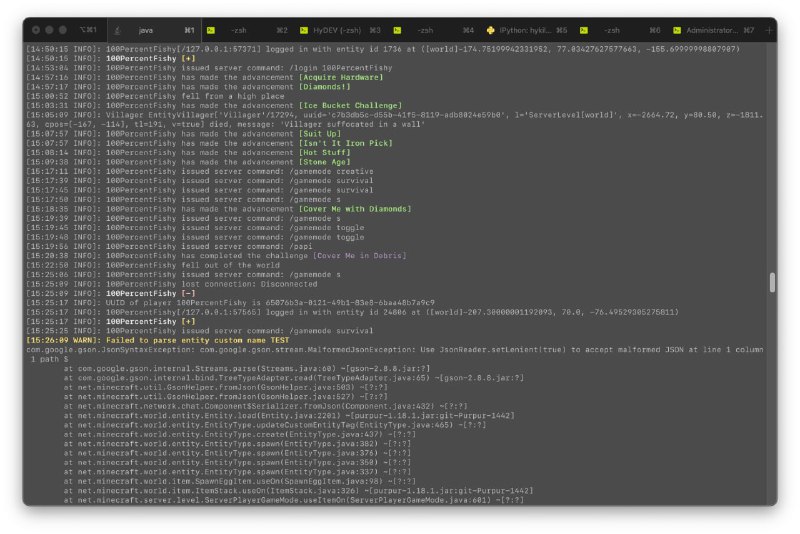 ⌥⌘1 java ⌘1 -zsh ⌘2 HyDEV (-zsh) ⌘3 -zsh ⌘4 IPython: hykil... ⌘5 -zsh ⌘6 Administrator... ⌘7
[14:50:15 INFO]: 100PercentFishy[/127.0.0.1:57371] logged in with entity id 1736 at ([world]-174.75199942331952, 77.03427627577663, -155.69999998807907)
[14:50:15 INFO]: 100PercentFishy [+]
[14:53:04 INFO]: 100PercentFishy issued server command: /login 100PercentFishy
[14:57:16 INFO]: 100PercentFishy has made the advancement [Acquire Hardware]
[14:57:17 INFO]: 100PercentFishy has made the advancement [Diamonds!]
[15:00:52 INFO]: 100PercentFishy fell from a high place
[15:03:31 INFO]: 100PercentFishy has made the advancement [Ice Bucket Challenge]
[15:05:09 INFO]: Villager EntityVillager['Villager'/17294, uuid='c7b3db5c-d55b-41f5-8119-adb8024e59b0', l='ServerLevel[world]', x=-2664.72, y=80.50, z=-1811.
63, cpos=[-167, -114], tl=191, v=true] died, message: 'Villager suffocated in a wall'
[15:07:57 INFO]: 100PercentFishy has made the advancement [Suit Up]
[15:07:57 INFO]: 100PercentFishy has made the advancement [Isn't It Iron Pick]
[15:08:14 INFO]: 100PercentFishy has made the advancement [Hot Stuff]
[15:09:38 INFO]: 100PercentFishy has made the advancement [Stone Age]
[15:17:11 INFO]: 100PercentFishy issued server command: /gamemode creative
[15:17:39 INFO]: 100PercentFishy issued server command: /gamemode survival
[15:17:45 INFO]: 100PercentFishy issued server command: /gamemode survival
[15:17:50 INFO]: 100PercentFishy issued server command: /gamemode s
[15:18:35 INFO]: 100PercentFishy has made the advancement [Cover Me with Diamonds]
[15:19:39 INFO]: 100PercentFishy issued server command: /gamemode s
[15:19:45 INFO]: 100PercentFishy issued server command: /gamemode toggle
[15:19:48 INFO]: 100PercentFishy issued server command: /gamemode toggle
[15:19:56 INFO]: 100PercentFishy issued server command: /papi
[15:20:38 INFO]: 100PercentFishy has completed the challenge [Cover Me in Debris]
[15:22:50 INFO]: 100PercentFishy fell out of the world
[15:25:06 INFO]: 100PercentFishy issued server command: /gamemode s
[15:25:09 INFO]: 100PercentFishy lost connection: Disconnected
[15:25:09 INFO]: 100PercentFishy [-]
[15:25:17 INFO]: UUID of player 100PercentFishy is 65076b3a-0121-49b1-83e8-6baa48b7a9c9
[15:25:17 INFO]: 100PercentFishy[/127.0.0.1:57565] logged in with entity id 24806 at ([world]-207.30000001192093, 70.0, -76.49529305275811)
[15:25:17 INFO]: 100PercentFishy [+]
[15:25:25 INFO]: 100PercentFishy issued server command: /gamemode survival
[15:26:09 WARN]: Failed to parse entity custom name TEST
com.google.gson.JsonSyntaxException: com.google.gson.stream.MalformedJsonException: Use JsonReader.setLenient(true) to accept malformed JSON at line 1 column
1 path $
at com.google.gson.internal.Streams.parse(Streams.java:60) ~[gson-2.8.8.jar:?]
at com.google.gson.internal.bind.TreeTypeAdapter.read(TreeTypeAdapter.java:65) ~[gson-2.8.8.jar:?]
at net.minecraft.util.GsonHelper.fromJson(GsonHelper.java:503) ~[?:?]
at net.minecraft.util.GsonHelper.fromJson(GsonHelper.java:527) ~[?:?]
at net.minecraft.network.chat.Component$Serializer.fromJson(Component.java:432) ~[?:?]
at net.minecraft.world.entity.Entity.load(Entity.java:2201) ~[purpur-1.18.1.jar:git-Purpur-1442]
at net.minecraft.world.entity.EntityType.updateCustomEntityTag(EntityType.java:465) ~[?:?]
at net.minecraft.world.entity.EntityType.create(EntityType.java:437) ~[?:?]
at net.minecraft.world.entity.EntityType.spawn(EntityType.java:382) ~[?:?]
at net.minecraft.world.entity.EntityType.spawn(EntityType.java:376) ~[?:?]
at net.minecraft.world.entity.EntityType.spawn(EntityType.java:350) ~[?:?]
at net.minecraft.world.entity.EntityType.spawn(EntityType.java:337) ~[?:?]
at net.minecraft.world.item.SpawnEggItem.useOn(SpawnEggItem.java:98) ~[?:?]
at net.minecraft.world.item.ItemStack.useOn(ItemStack.java:326) ~[purpur-1.18.1.jar:git-Purpur-1442]
at net.minecraft.server.level.ServerPlayerGameMode.useItemOn(ServerPlayerGameMode.java:601) ~[?:?]